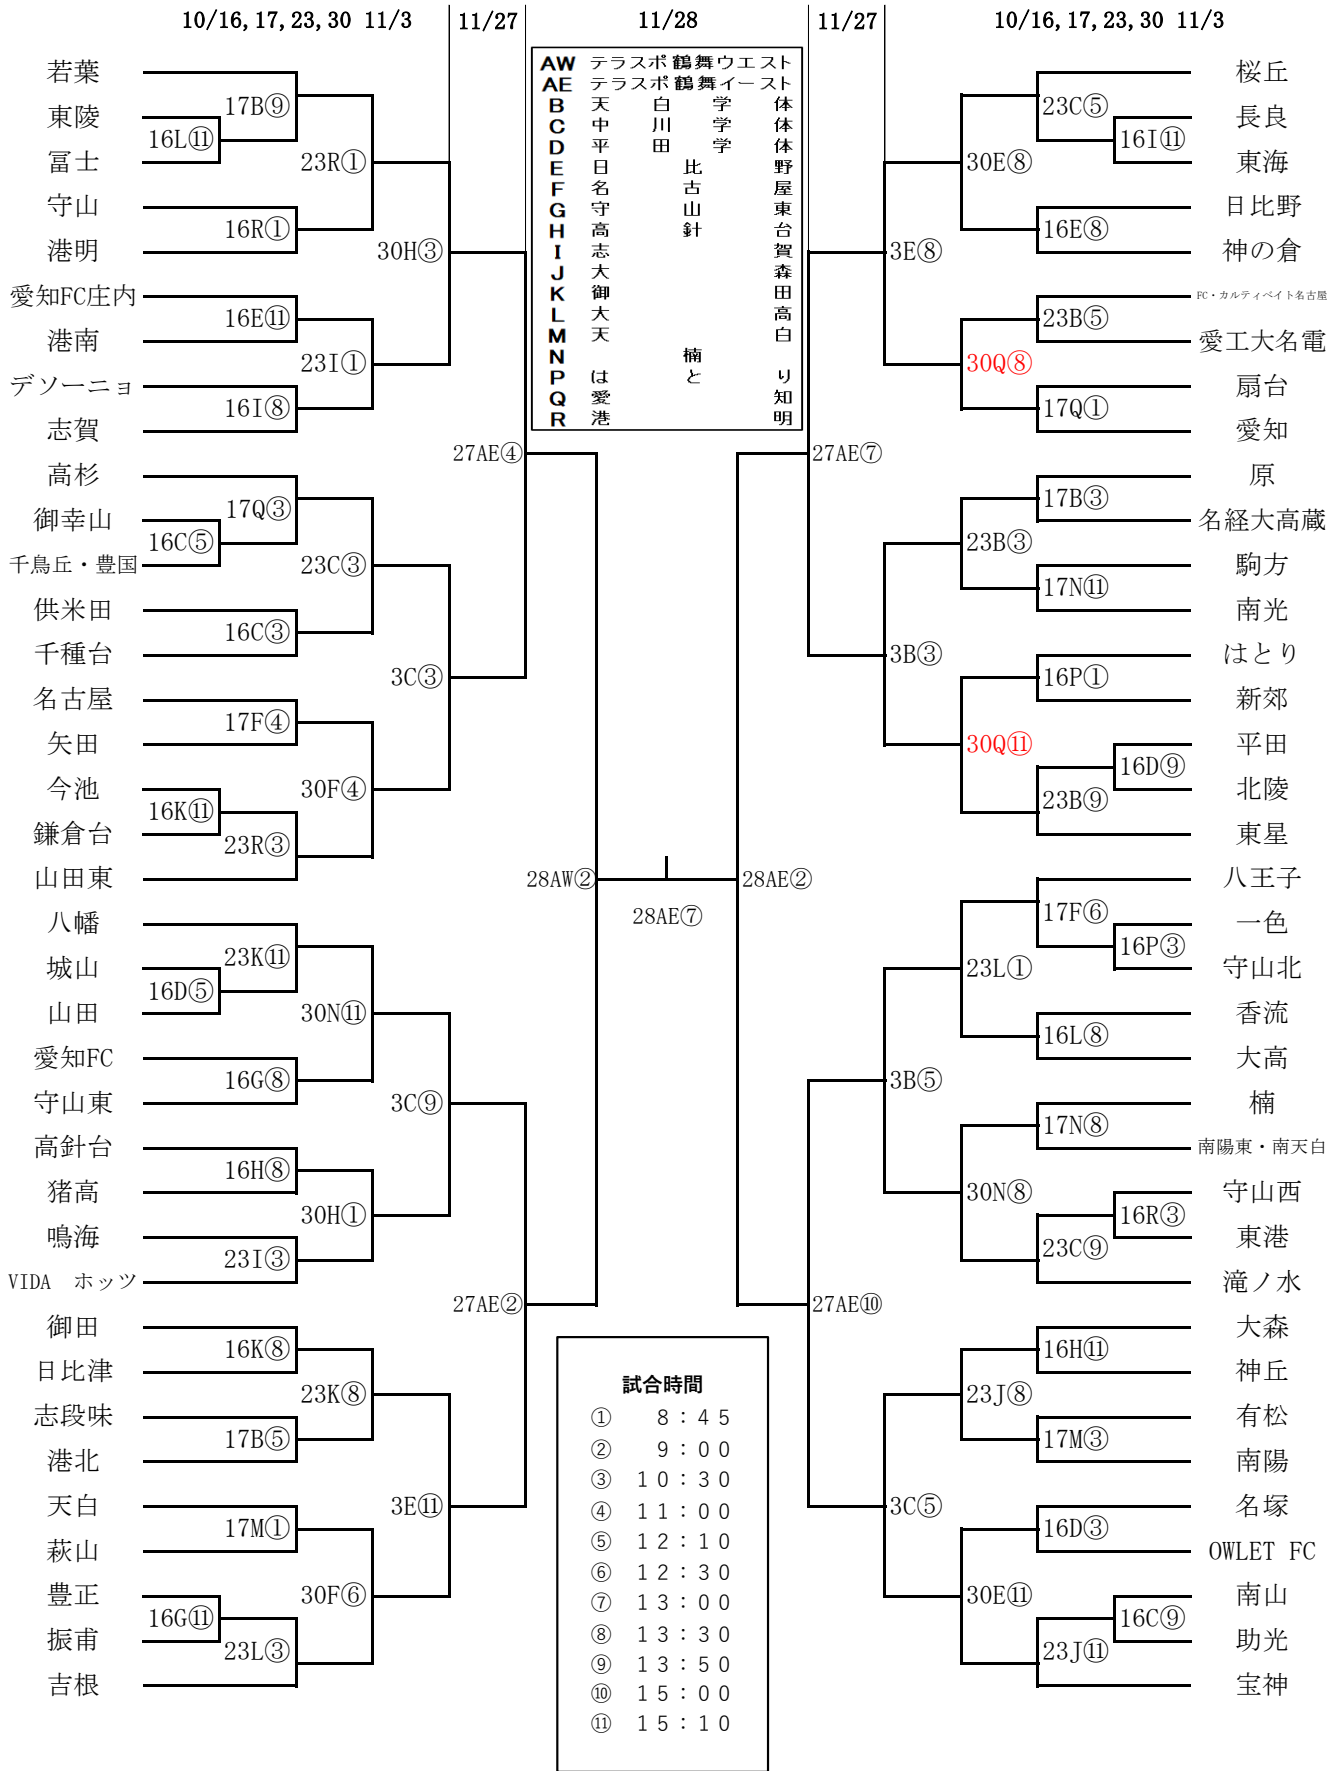 10/16,17,23,30 11/3 11/27 11/28 11/27 10/16,17,23,30 11/3
AW テラスポ鶴舞ウエスト
AE テラスポ鶴舞イースト
B 天白学体
C 中川学体
D 平田学体
E 日比野
F 名古屋
G 守山東
H 高針台
I 志賀
J 大森
K 御田
L 大高
M 天白
N 楠
P はとり
Q 愛知
R 港明
若葉
17B⑨
東陵
16L⑪
冨士
23R①
守山
16R①
港明
30H③
愛知FC庄内
16E⑪
港南
23I①
デソーニョ
16I⑧
志賀
27AE④
高杉
17Q③
御幸山
16C⑤
千鳥丘・豊国
23C③
供米田
16C③
千種台
3C③
名古屋
17F④
矢田
30F④
今池
16K⑪
鎌倉台
23R③
山田東
28AW②
八幡
23K⑪
城山
16D⑤
山田
30N⑪
愛知FC
16G⑧
守山東
3C⑨
高針台
16H⑧
猪高
30H①
鳴海
23I③
VIDA ホッツ
27AE②
御田
16K⑧
日比津
23K⑧
志段味
17B⑤
港北
3E⑪
天白
17M①
萩山
30F⑥
豊正
16G⑪
振甫
23L③
吉根
28AE⑦
桜丘
23C⑤
長良
16I⑪
東海
30E⑧
日比野
16E⑧
神の倉
3E⑧
FC・カルティベイト名古屋
23B⑤
愛工大名電
30Q⑧
扇台
17Q①
愛知
27AE⑦
原
17B③
名経大高蔵
23B③
駒方
17N⑪
南光
3B③
はとり
16P①
新郊
30Q⑪
平田
16D⑨
北陵
23B⑨
東星
28AE②
八王子
17F⑥
一色
16P③
守山北
23L①
香流
16L⑧
大高
3B⑤
楠
17N⑧
南陽東・南天白
30N⑧
守山西
16R③
東港
23C⑨
滝ノ水
27AE⑩
大森
16H⑪
神丘
23J⑧
有松
17M③
南陽
3C⑤
名塚
16D③
OWLET FC
30E⑪
南山
16C⑨
助光
23J⑪
宝神
試合時間
① 8：45
② 9：00
③ 10：30
④ 11：00
⑤ 12：10
⑥ 12：30
⑦ 13：00
⑧ 13：30
⑨ 13：50
⑩ 15：00
⑪ 15：10